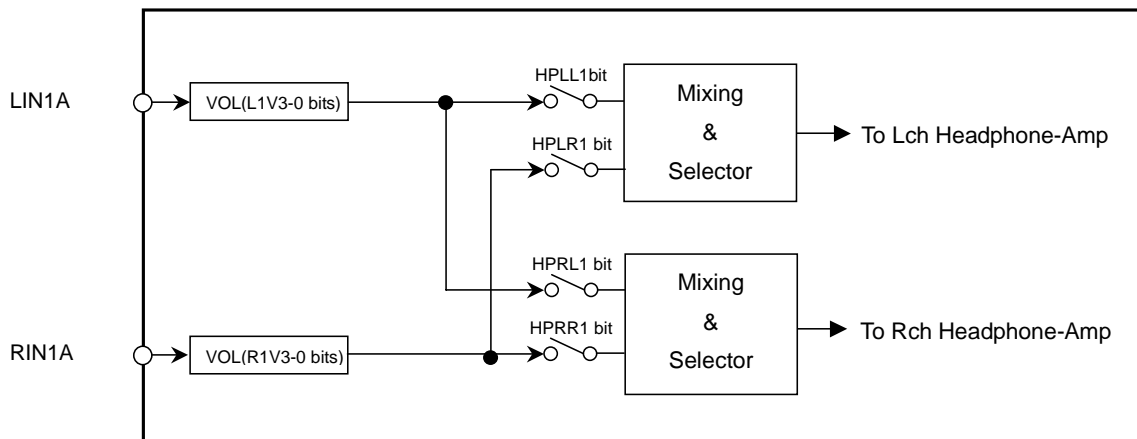 HPLL1bit
LIN1A
VOL(L1V3-0 bits)
Mixing
&
Selector
To Lch Headphone-Amp
HPLR1 bit
HPRL1 bit
RIN1A
VOL(R1V3-0 bits)
HPRR1 bit
Mixing
&
Selector
To Rch Headphone-Amp